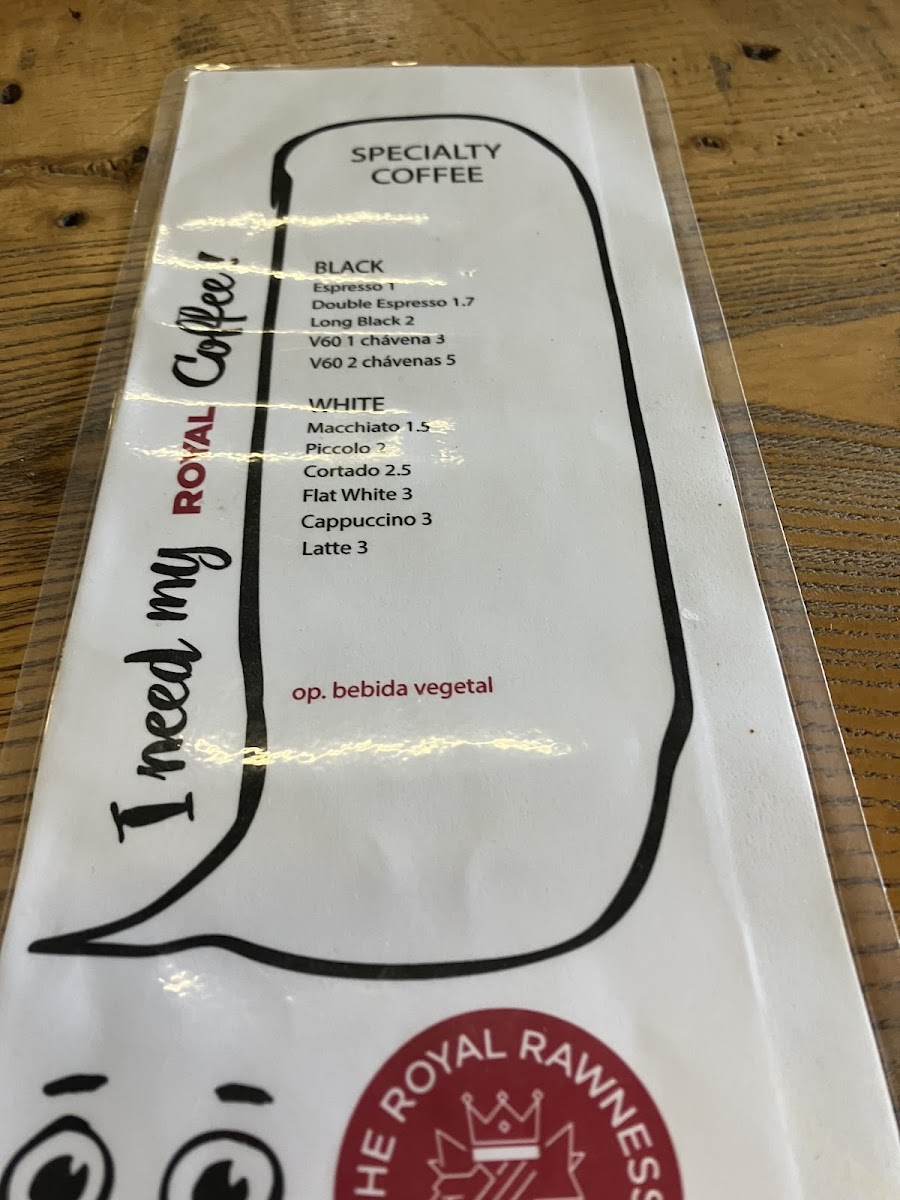 SPECIALTY
COFFEE
BLACK
Espresso 1
Double Espresso 1.7
Long Black 2
V60 1 chávena 3
V60 2 chávenas 5
WHITE
Macchiato 1.5
Piccolo
Cortado 2.5
Flat White 3
Cappuccino 3
Latte 3
op. bebida vegetal
I need my ROYAL Coffee!
HE ROYAL RAWNESS